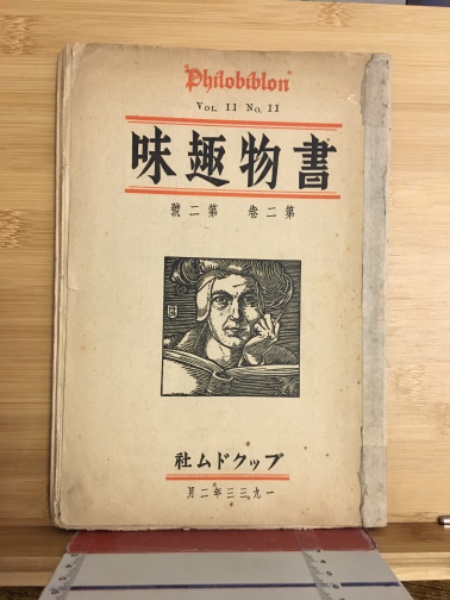 Philobiblon
VOL. II NO. II
書物趣味
第二卷 第二號
ブックドム社
一九三三年二月